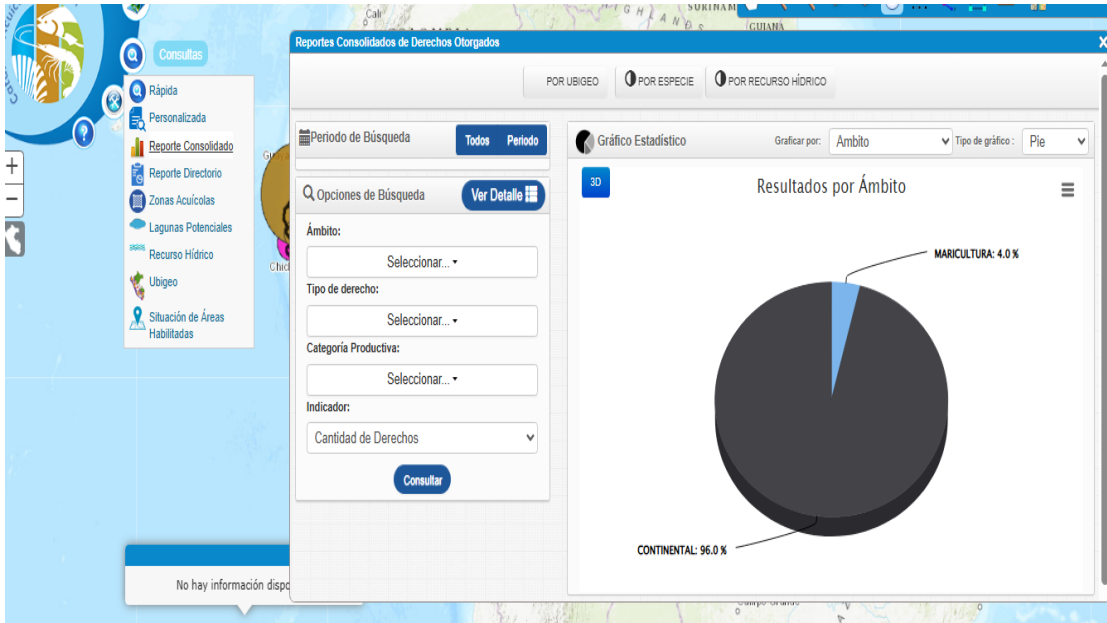 Cali
SURINAM
GUIANÁ
Consultas
Rápida
Personalizada
Reporte Consolidado
Reporte Directorio
Zonas Acuícolas
Lagunas Potenciales
Recurso Hídrico
Ubigeo
Situación de Áreas
Habilitadas
?
+
−
Reportes Consolidados de Derechos Otorgados
X
POR UBIGEO
POR ESPECIE
POR RECURSO HÍDRICO
Periodo de Búsqueda
Todos Periodo
Opciones de Búsqueda
Ver Detalle
Ámbito:
Seleccionar...
Tipo de derecho:
Seleccionar...
Categoría Productiva:
Seleccionar...
Indicador:
Cantidad de Derechos
Consultar
Gráfico Estadístico
Graficar por: Ambito
Tipo de gráfico : Pie
3D
Resultados por Ámbito
MARICULTURA: 4.0 %
CONTINENTAL: 96.0 %
No hay información dispo